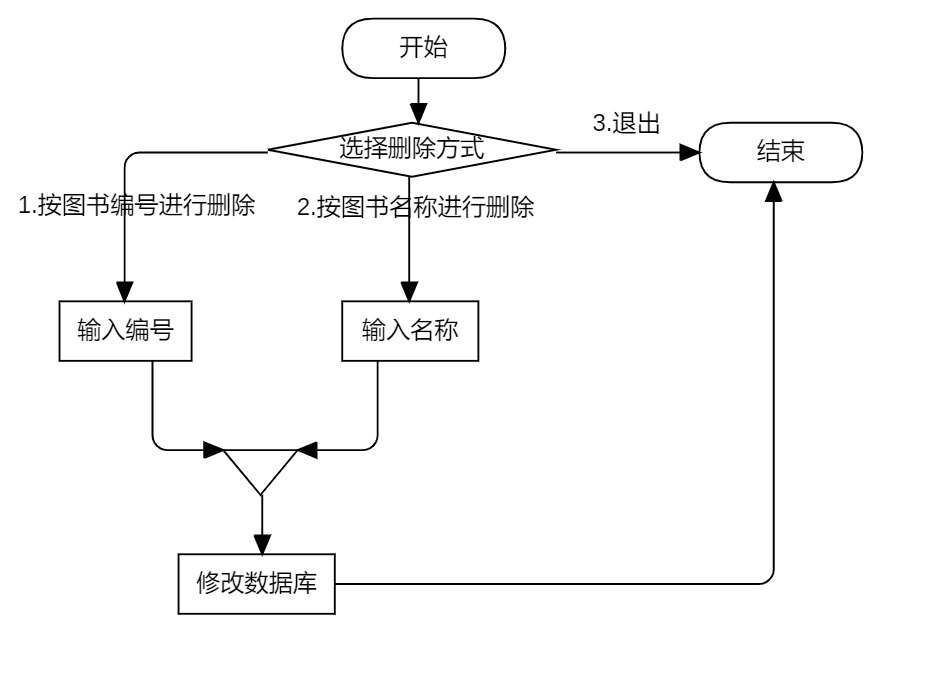 开始
3.退出
选择删除方式
结束
1.按图书编号进行删除
2.按图书名称进行删除
输入编号
输入名称
修改数据库